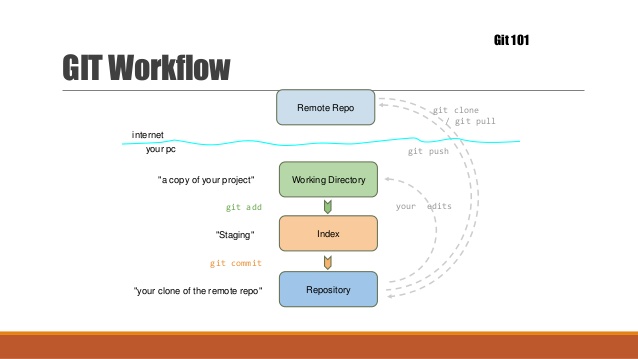 Git 101
GIT Workflow
Remote Repo
git clone
/ git pull
internet
your pc
git push
"a copy of your project"
Working Directory
git add
your edits
"Staging"
Index
git commit
"your clone of the remote repo"
Repository